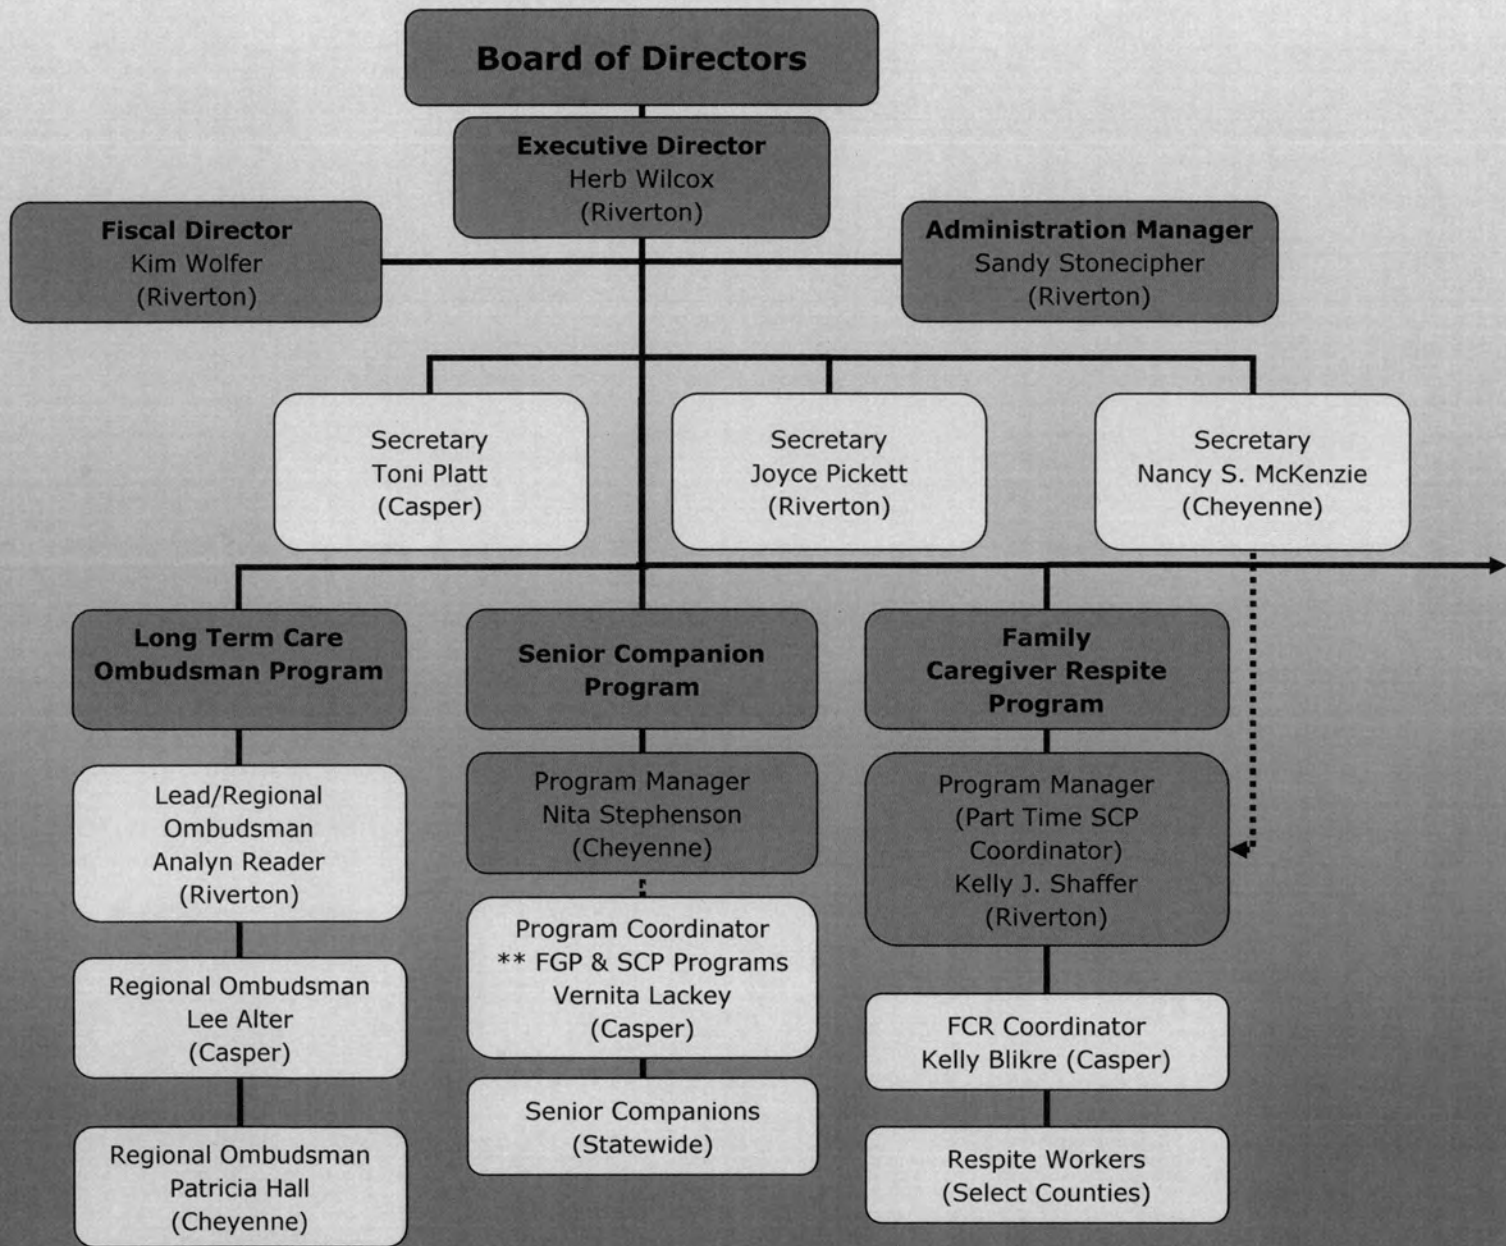 Board of Directors
Executive Director
Herb Wilcox
(Riverton)
Fiscal Director
Kim Wolfer
(Riverton)
Administration Manager
Sandy Stonecipher
(Riverton)
Secretary
Toni Platt
(Casper)
Secretary
Joyce Pickett
(Riverton)
Secretary
Nancy S. McKenzie
(Cheyenne)
Long Term Care
Ombudsman Program
Lead/Regional
Ombudsman
Analyn Reader
(Riverton)
Regional Ombudsman
Lee Alter
(Casper)
Regional Ombudsman
Patricia Hall
(Cheyenne)
Senior Companion
Program
Program Manager
Nita Stephenson
(Cheyenne)
Program Coordinator
** FGP & SCP Programs
Vernita Lackey
(Casper)
Senior Companions
(Statewide)
Family
Caregiver Respite
Program
Program Manager
(Part Time SCP
Coordinator)
Kelly J. Shaffer
(Riverton)
FCR Coordinator
Kelly Blikre (Casper)
Respite Workers
(Select Counties)